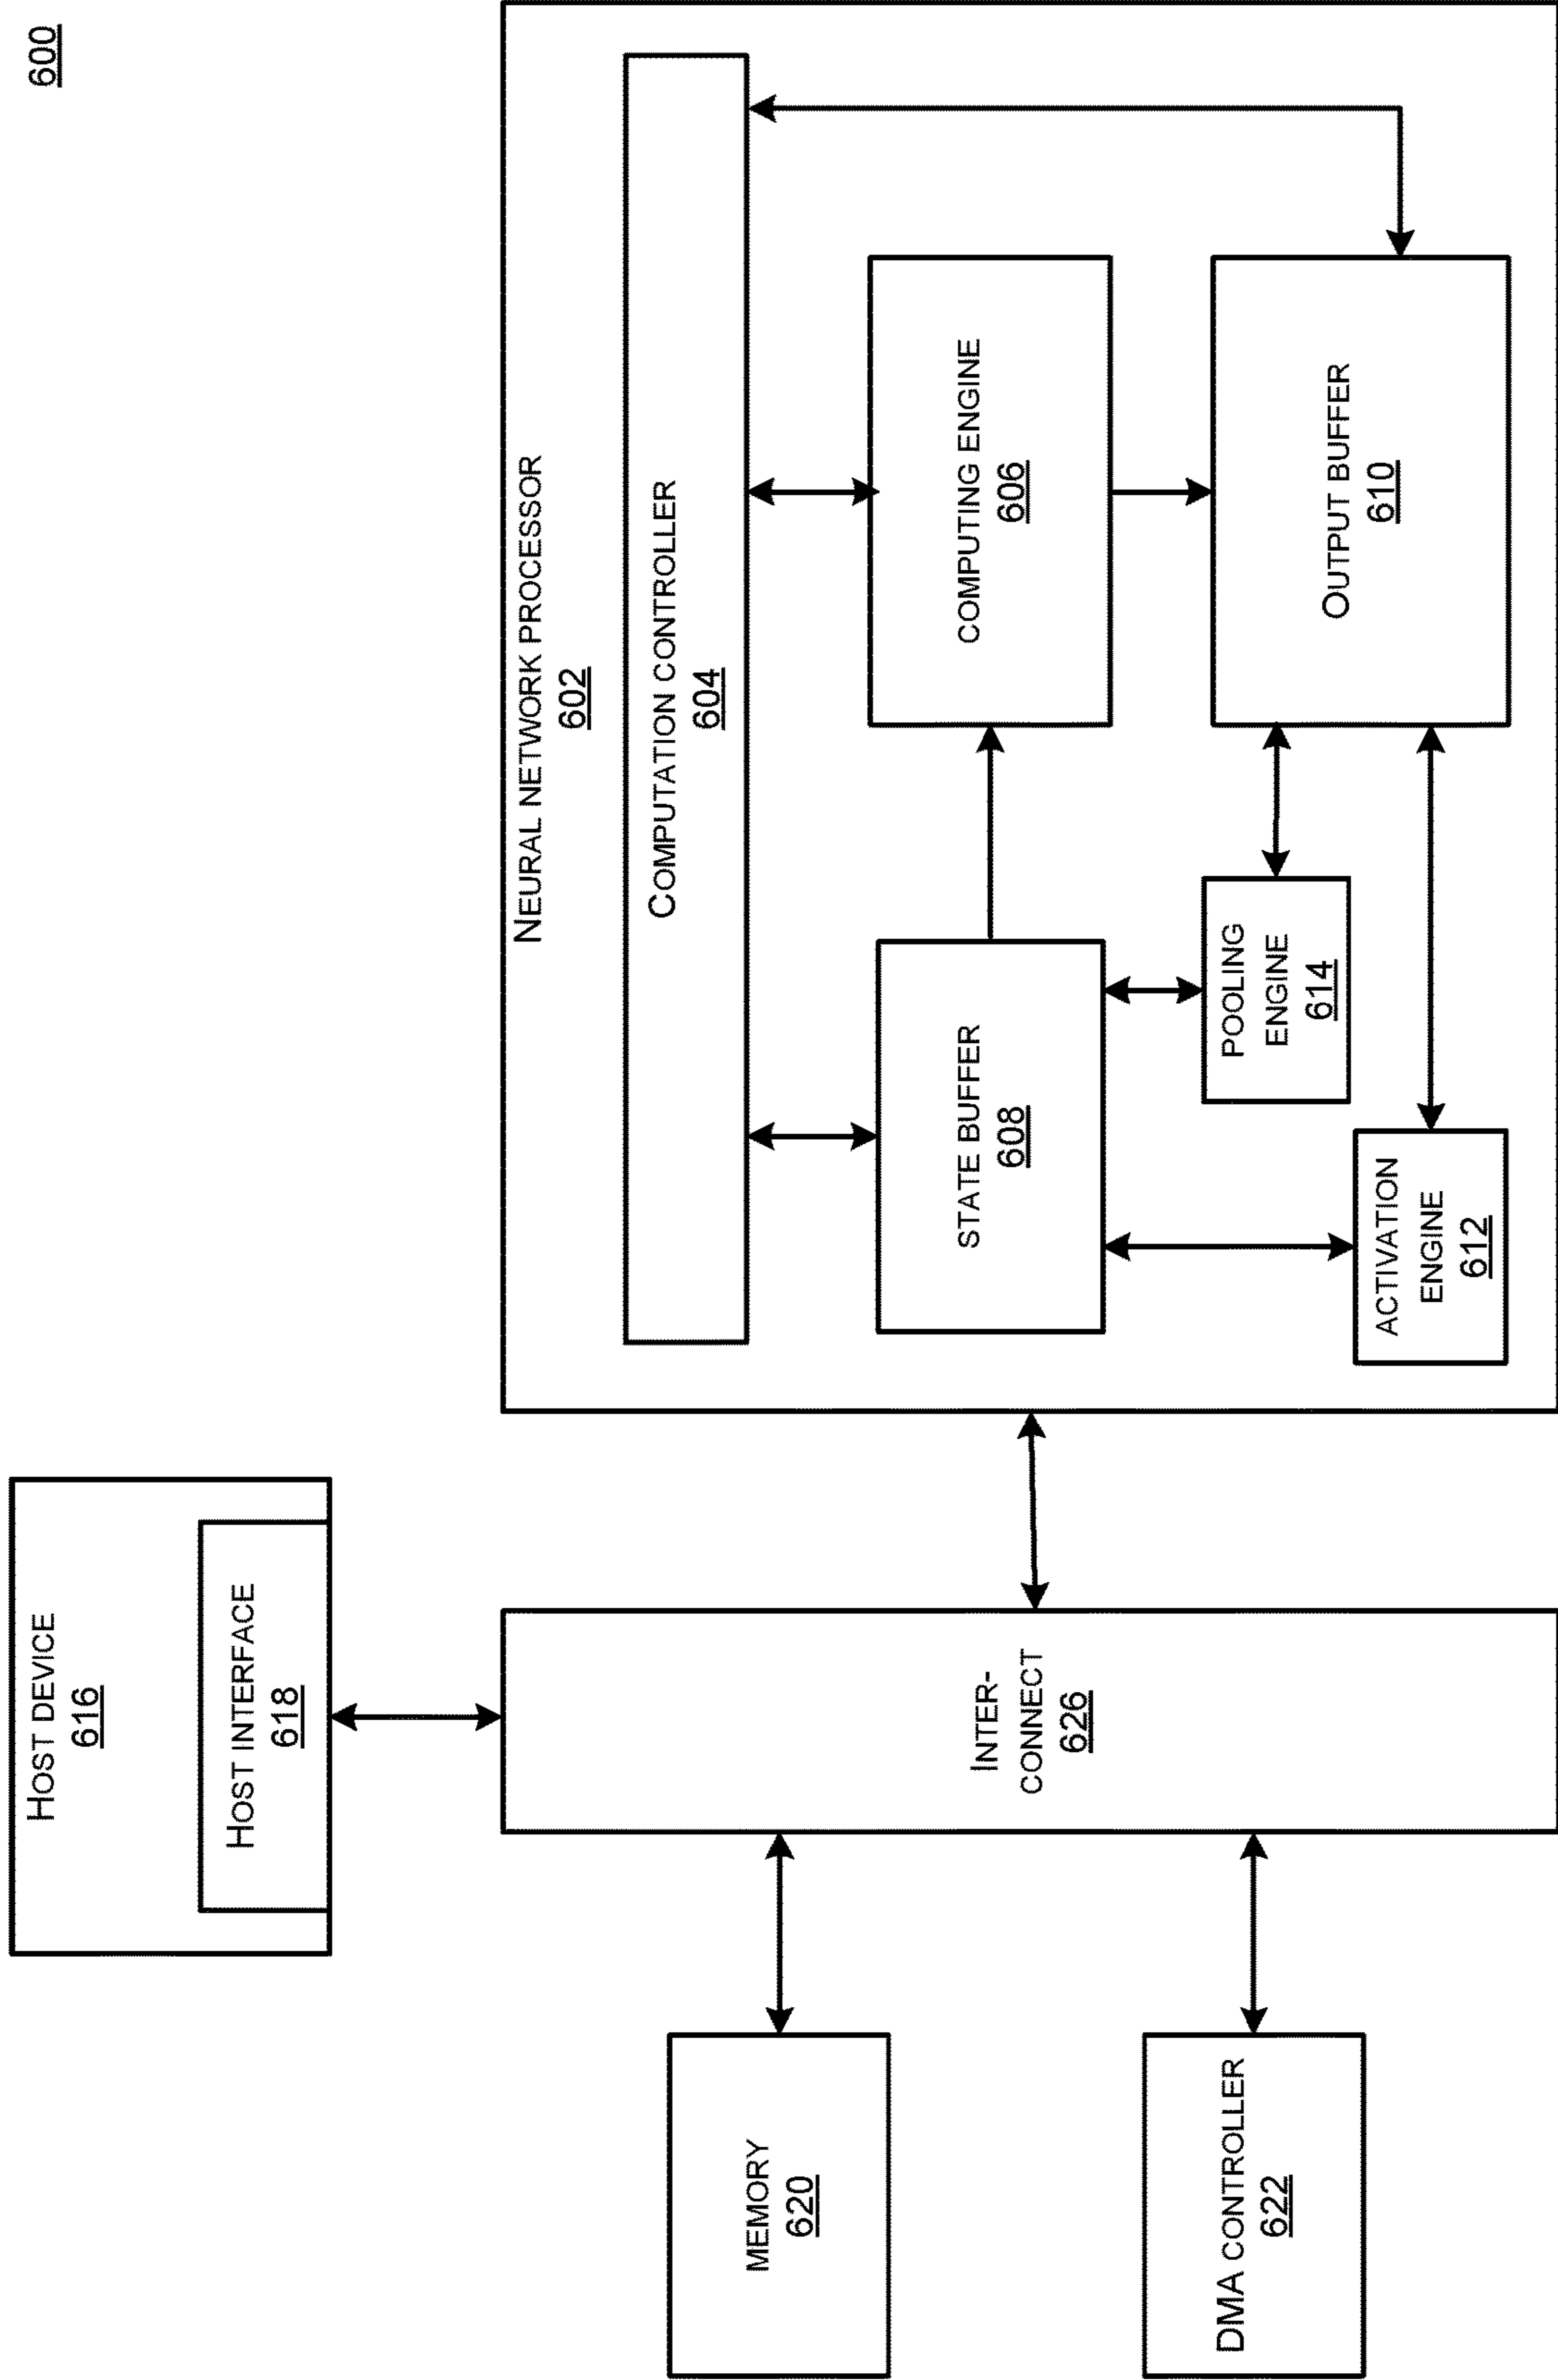 600
HOST DEVICE
616
HOST INTERFACE
618
NEURAL NETWORK PROCESSOR
602
COMPUTATION CONTROLLER
604
MEMORY
620
DMA CONTROLLER
622
INTER-
CONNECT
626
STATE BUFFER
608
COMPUTING ENGINE
606
POOLING
ENGINE
614
ACTIVATION
ENGINE
612
OUTPUT BUFFER
610